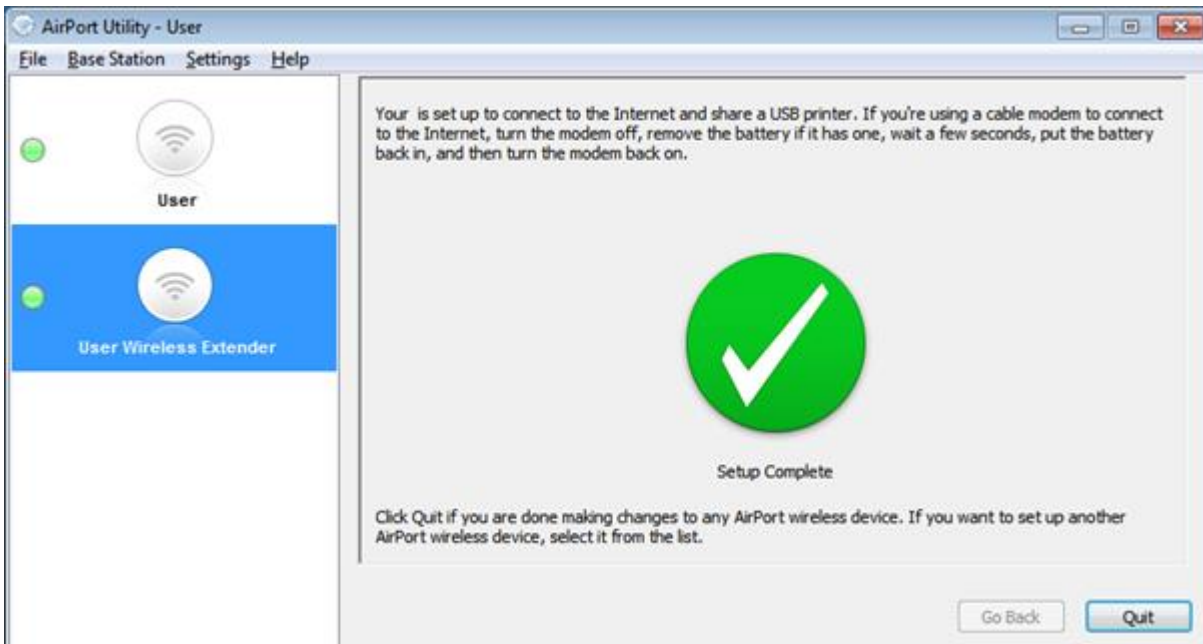 AirPort Utility - User
File Base Station Settings Help
User
User Wireless Extender
Your is set up to connect to the Internet and share a USB printer. If you're using a cable modem to connect
to the Internet, turn the modem off, remove the battery if it has one, wait a few seconds, put the battery
back in, and then turn the modem back on.
Setup Complete
Click Quit if you are done making changes to any AirPort wireless device. If you want to set up another
AirPort wireless device, select it from the list.
Go Back Quit